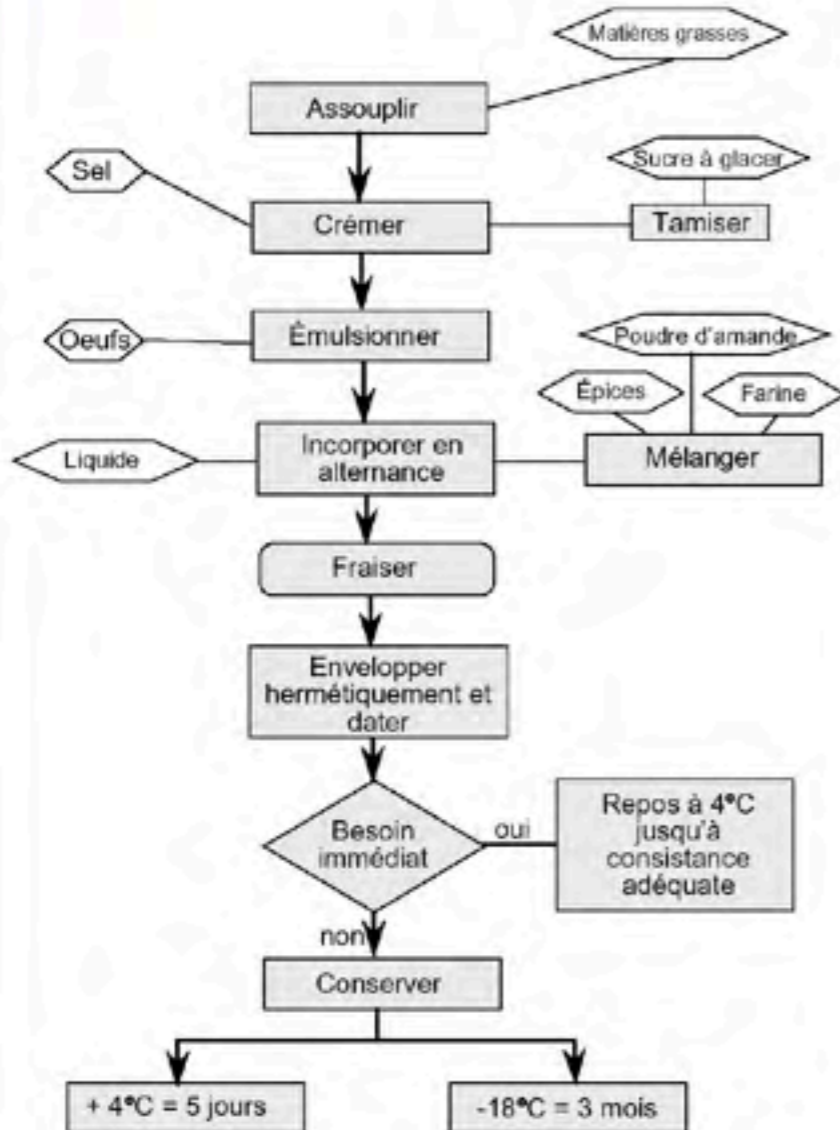 Matières grasses
Assouplir
Sel
Sucre à glacer
Crémer
Tamiser
Oeufs
Émulsionner
Poudre d'amande
Épices
Farine
Liquide
Incorporer en
alternance
Mélanger
Fraiser
Envelopper
hermétiquement et
dater
Besoin
immédiat
oui
Repos à 4°C
jusqu'à
consistance
adéquate
non
Conserver
+ 4°C = 5 jours
-18°C = 3 mois